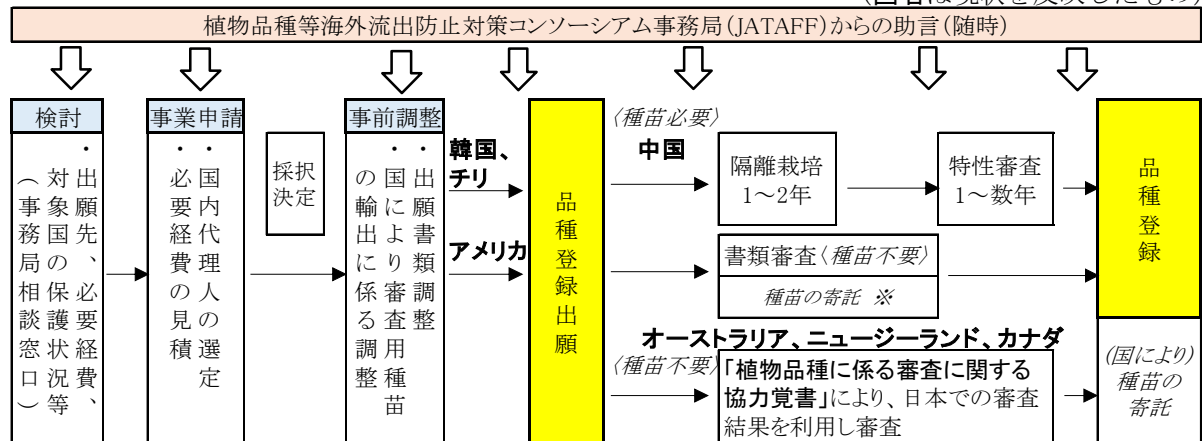 (国名は現状を反映したもの)
植物品種等海外流出防止対策コンソーシアム事務局(JATAFF)からの助言(随時)
検討
・出願先、必要経費、
対象国の保護状況等
(事務局相談窓口)
事業申請
・国内代理人の選定
・必要経費の見積
採択
決定
事前調整
・出願書類調整
・国により審査用種苗
の輸出に係る調整
韓国、
チリ
アメリカ
品種登録出願
〈種苗必要〉
中国
隔離栽培
1～2年
特性審査
1～数年
書類審査〈種苗不要〉
種苗の寄託 ※
オーストラリア、ニュージーランド、カナダ
〈種苗不要〉
「植物品種に係る審査に関する
協力覚書」により、日本での審査
結果を利用し審査
品種登録
(国により)
種苗の
寄託